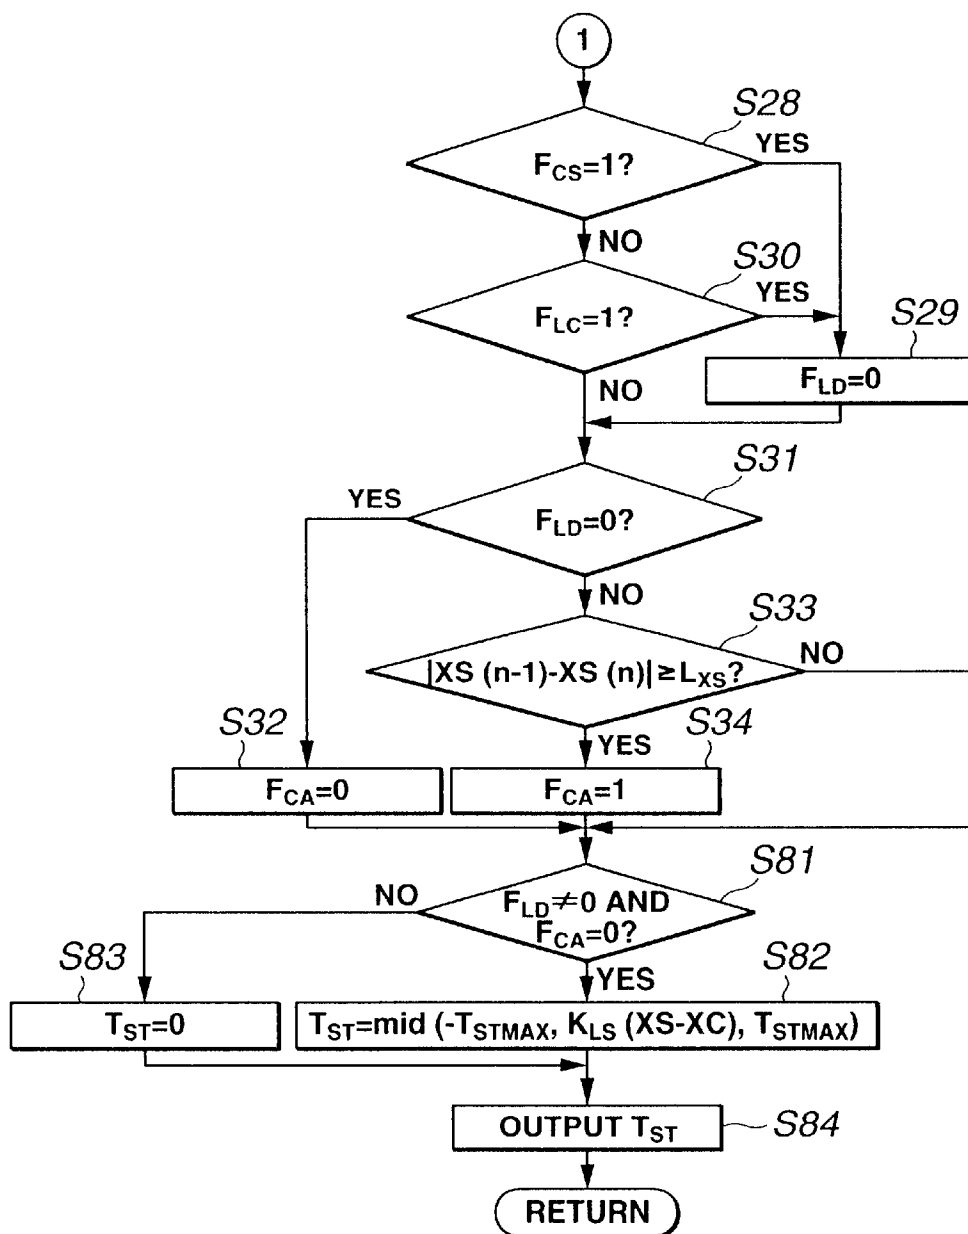 1
S28
YES
F_CS=1?
NO
S30
YES
F_LC=1?
S29
F_LD=0
NO
S31
YES
F_LD=0?
NO
S33
NO
|XS (n-1)-XS (n)| ≥ L_XS?
S32
YES
S34
F_CA=0
F_CA=1
S81
NO
F_LD≠0 AND
F_CA=0?
S83
YES
S82
T_ST=0
T_ST=mid (-T_STMAX, K_LS (XS-XC), T_STMAX)
OUTPUT T_ST
S84
RETURN